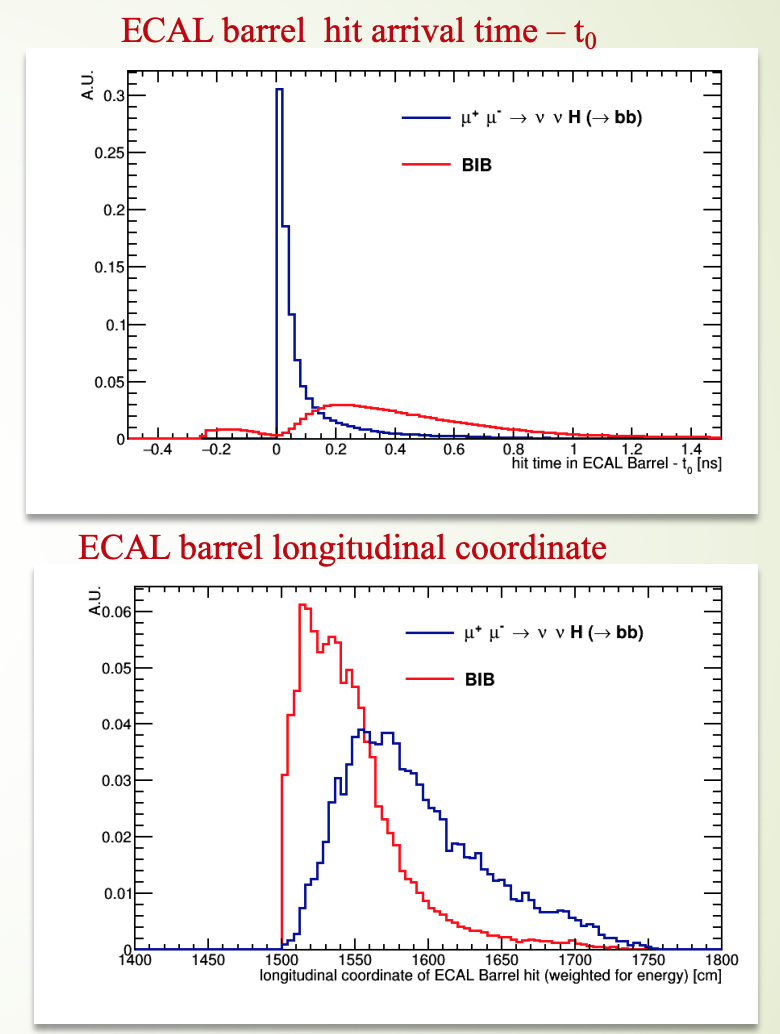 ECAL barrel hit arrival time – t₀
A.U.
0.3
0.25
0.2
0.15
0.1
0.05
0
μ⁺ μ⁻ → ν ν H (→ bb)
BIB
−0.4 −0.2 0 0.2 0.4 0.6 0.8 1 1.2 1.4
hit time in ECAL Barrel - t₀ [ns]
ECAL barrel longitudinal coordinate
A.U.
0.06
0.05
0.04
0.03
0.02
0.01
0
μ⁺ μ⁻ → ν ν H (→ bb)
BIB
1400 1450 1500 1550 1600 1650 1700 1750 1800
longitudinal coordinate of ECAL Barrel hit (weighted for energy) [cm]